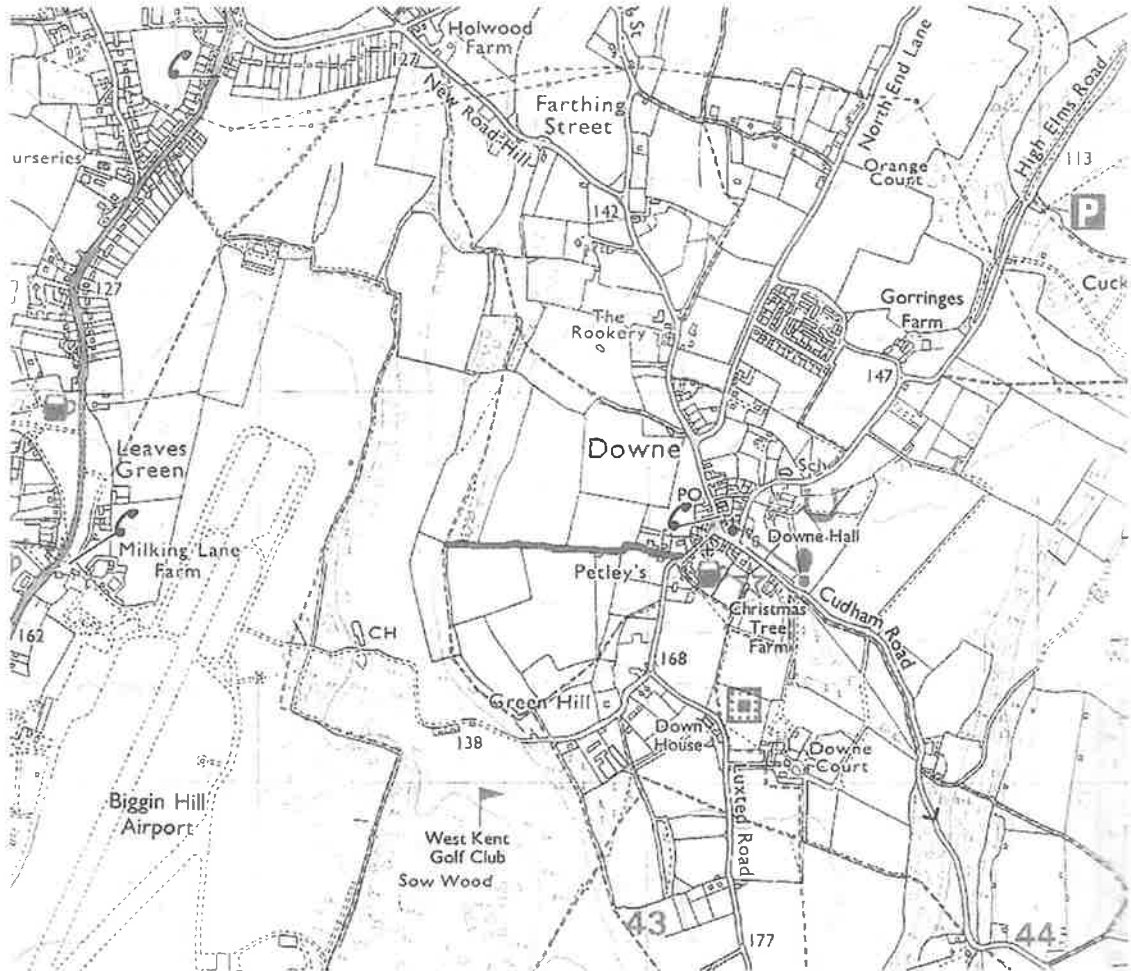 Holwood
Farm
127
New Road Hill
Farthing
Street
North End Lane
High Elms Road
Orange
Court
113
P
urseries
142
127
Cuck
Gorringes
Farm
The
Rookery
147
Leaves
Green
Downe
Sch
PO
Downe Hall
Milking Lane
Farm
Petley's
Christmas
Tree
Farm
Cudham Road
162
CH
168
Green Hill
138
Down
House
Downe
Court
Luxted Road
Biggin Hill
Airport
West Kent
Golf Club
Sow Wood
43
177
44